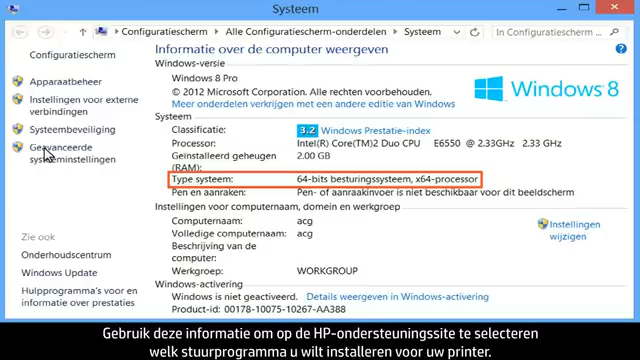 Systeem
Configuratiescherm ▸ Alle Configuratiescherm-onderdelen ▸ Systeem
In Configuratiescherm...
Configuratiescherm
Apparaatbeheer
Instellingen voor externe
verbindingen
Systeembeveiliging
Geavanceerde
systeeminstellingen
Zie ook
Onderhoudscentrum
Windows Update
Hulpprogramma's voor en
informatie over prestaties
Informatie over de computer weergeven
Windows-versie
Windows 8 Pro
© 2012 Microsoft Corporation. Alle rechten voorbehouden.
Meer onderdelen verkrijgen met een andere editie van Windows
Windows 8
Systeem
Classificatie: 3.2 Windows Prestatie-index
Processor: Intel(R) Core(TM)2 Duo CPU E6550 @ 2.33GHz 2.33 GHz
Geïnstalleerd geheugen 2.00 GB
(RAM):
Type systeem: 64-bits besturingssysteem, x64-processor
Pen en aanraken: Pen- of aanraakinvoer is niet beschikbaar voor dit beeldscherm
Instellingen voor computernaam, domein en werkgroep
Computernaam: acg
Volledige computernaam: acg
Beschrijving van de
computer:
Werkgroep: WORKGROUP
Instellingen
wijzigen
Windows-activering
Windows is niet geactiveerd. Details weergeven in Windows-activering
Product-id: 00178-10075-10267-AA388
Gebruik deze informatie om op de HP-ondersteuningssite te selecteren
welk stuurprogramma u wilt installeren voor uw printer.